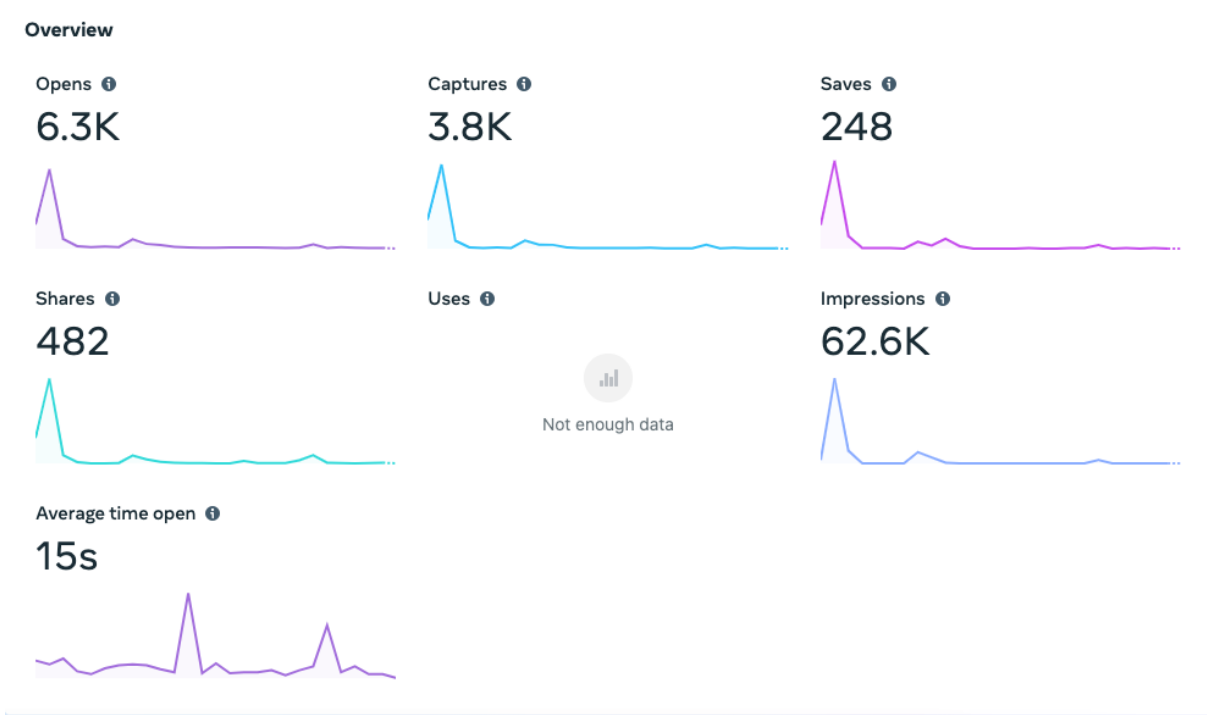 Overview
Opens
6.3K
Captures
3.8K
Saves
248
Shares
482
Uses
Not enough data
Impressions
62.6K
Average time open
15s